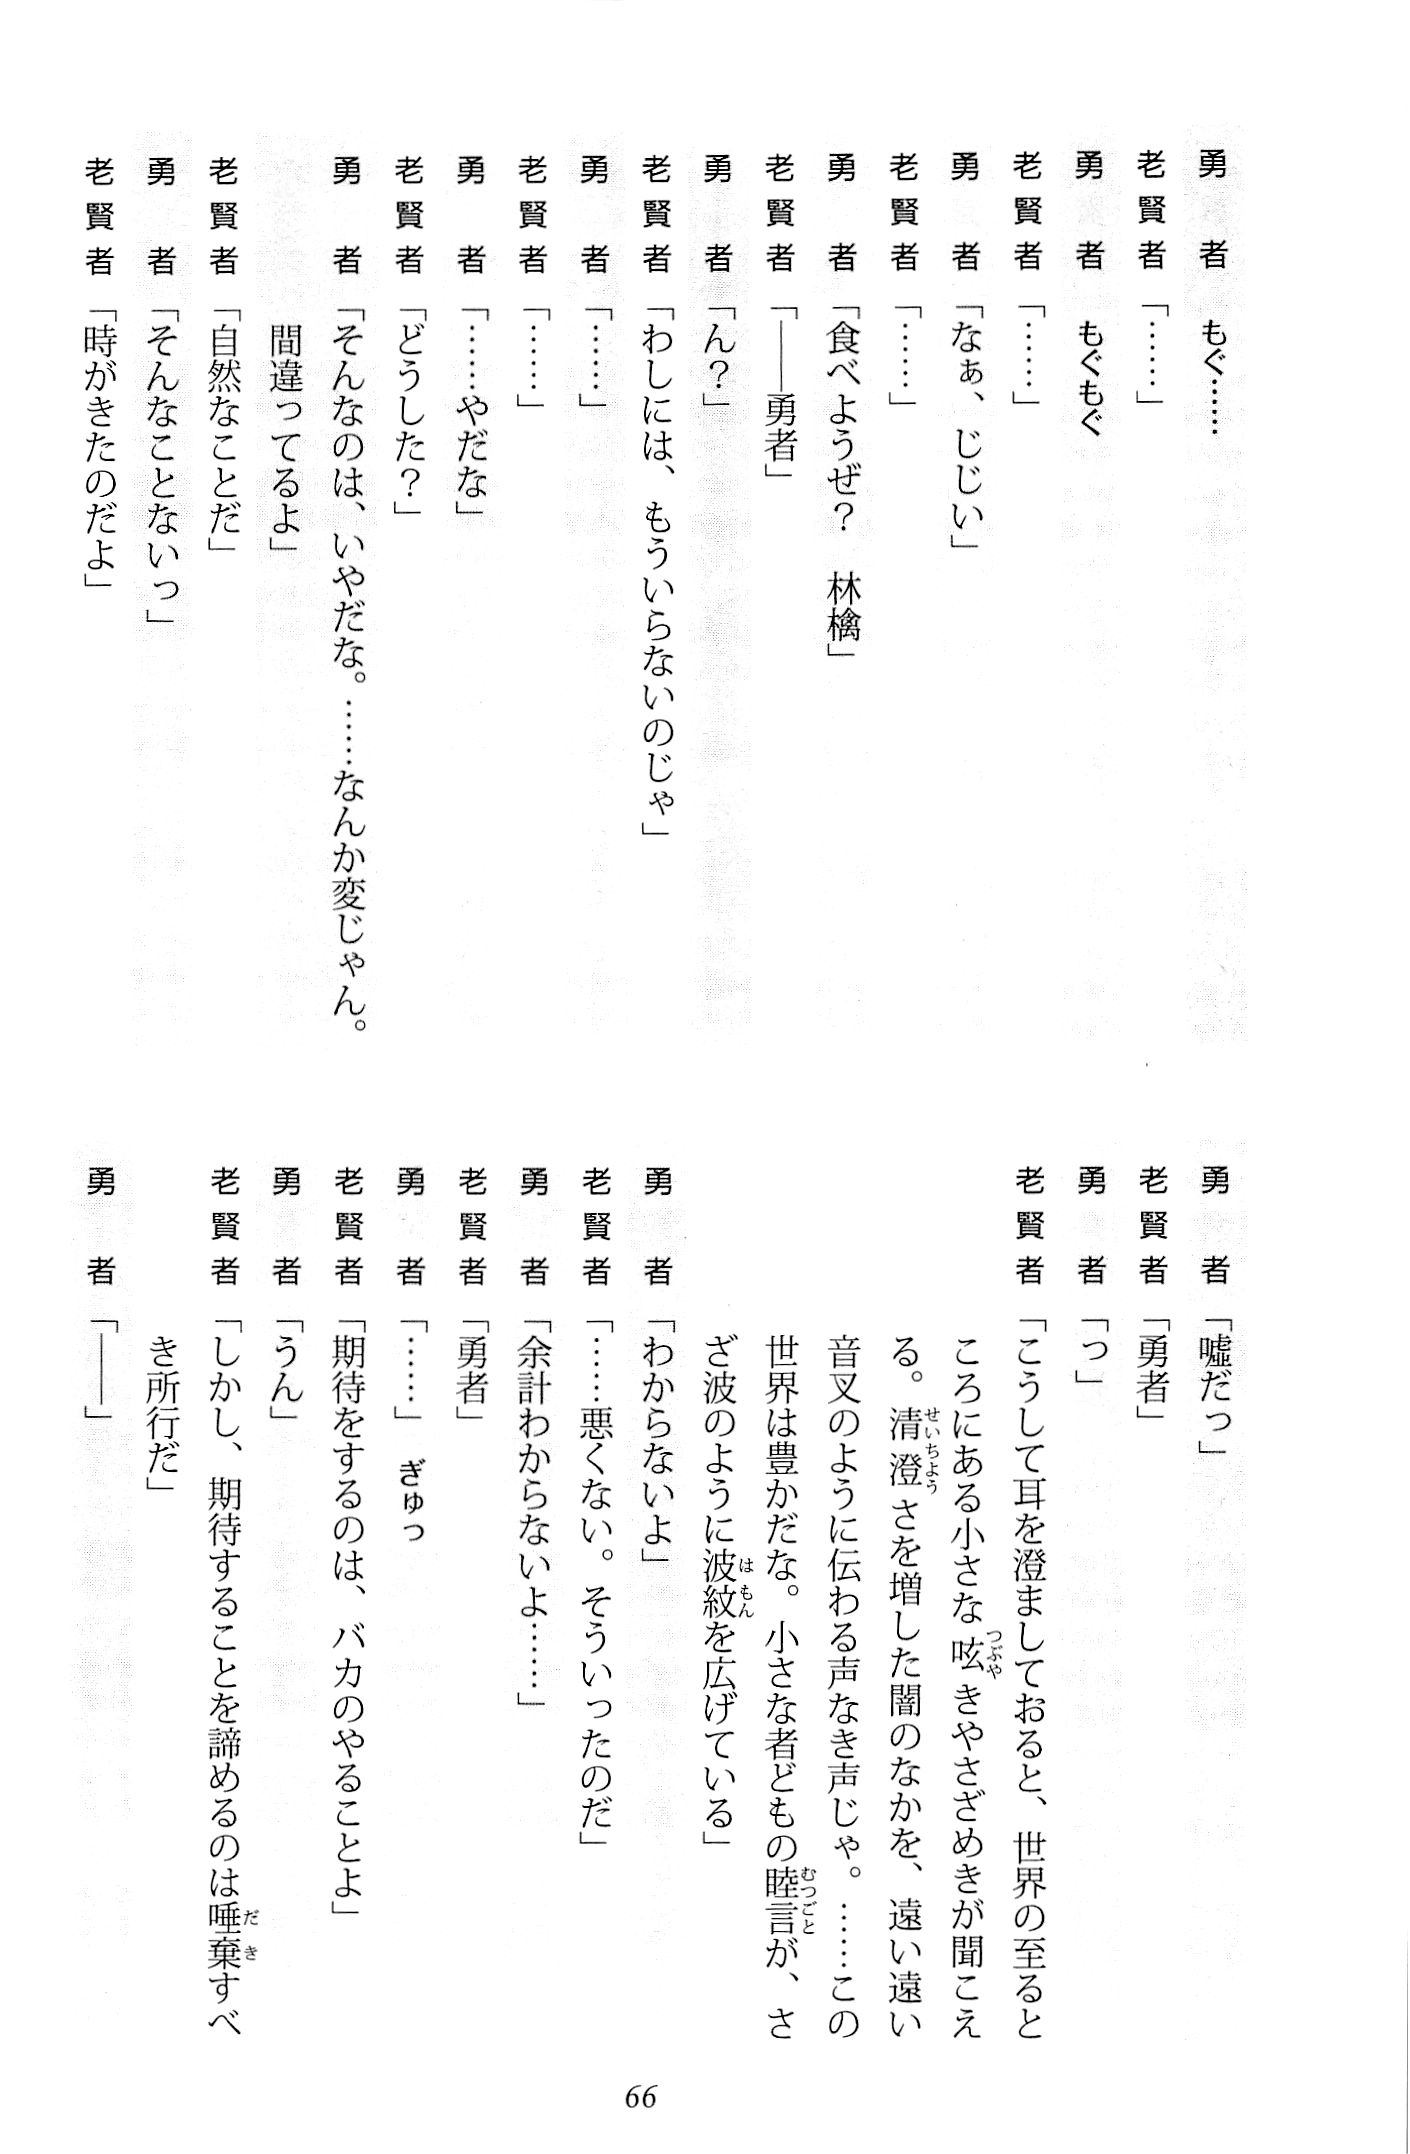 勇者 もぐ……
老賢者「……」
勇者 もぐもぐ
老賢者「……」
勇者「なぁ、じじい」
老賢者「……」
勇者「食べようぜ？ 林檎」
老賢者「――勇者」
勇者「ん？」
老賢者「わしには、もういらないのじゃ」
勇者「……」
老賢者「……」
勇者「……やだな」
老賢者「どうした？」
勇者「そんなのは、いやだな。……なんか変じゃん。
間違ってるよ」
老賢者「自然なことだ」
勇者「そんなことないっ」
老賢者「時がきたのだよ」
勇者「嘘だっ」
老賢者「勇者」
勇者「っ」
老賢者「こうして耳を澄ましておると、世界の至ると
ころにある小さな呟きやさざめきが聞こえ
る。清澄さを増した闇のなかを、遠い遠い
音叉のように伝わる声なき声じゃ。……この
世界は豊かだな。小さな者どもの睦言が、さ
ざ波のように波紋を広げている」
勇者「わからないよ」
老賢者「……悪くない。そういったのだ」
勇者「余計わからないよ……」
老賢者「勇者」
勇者「……」ぎゅっ
老賢者「期待をするのは、バカのやることよ」
勇者「うん」
老賢者「しかし、期待することを諦めるのは唾棄すべ
き所行だ」
勇者「――」
66